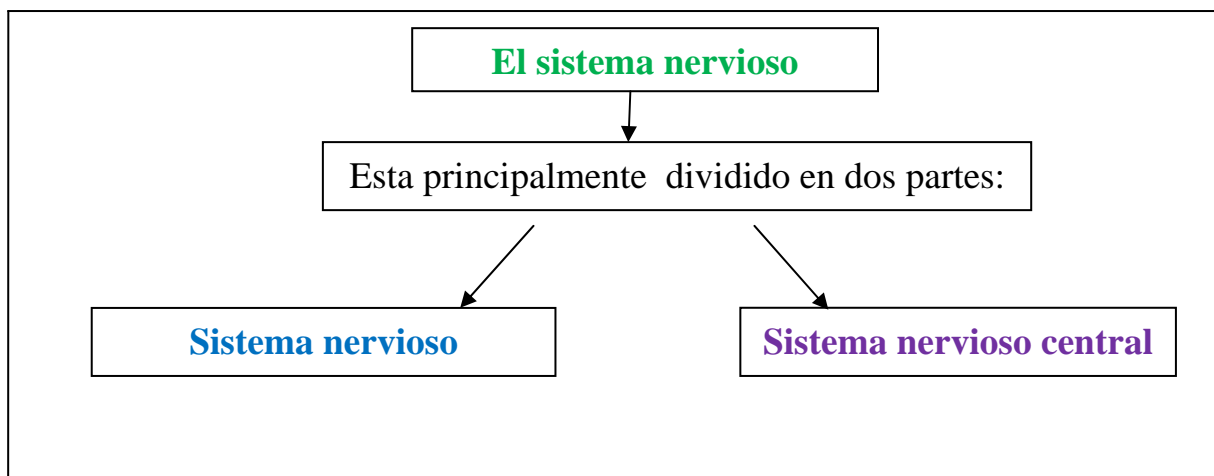 El sistema nervioso
Esta principalmente dividido en dos partes:
Sistema nervioso
Sistema nervioso central